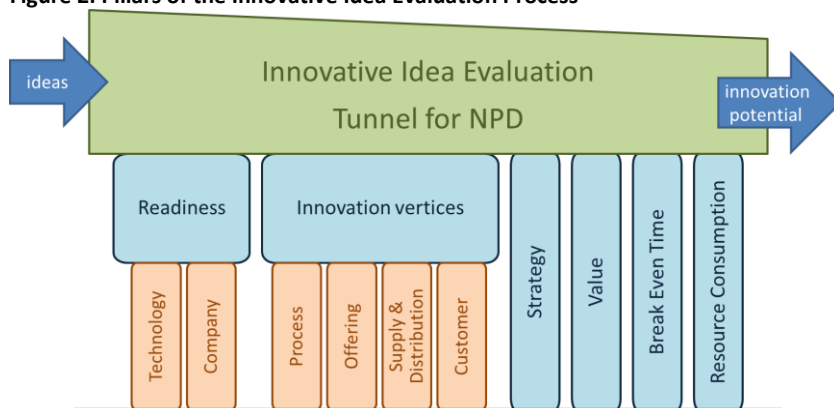 Figure 2. Pillars of the Innovative Idea Evaluation Process
ideas
Innovative Idea Evaluation
Tunnel for NPD
innovation
potential
Readiness
Innovation vertices
Technology
Company
Process
Offering
Supply &
Distribution
Customer
Strategy
Value
Break Even Time
Resource Consumption